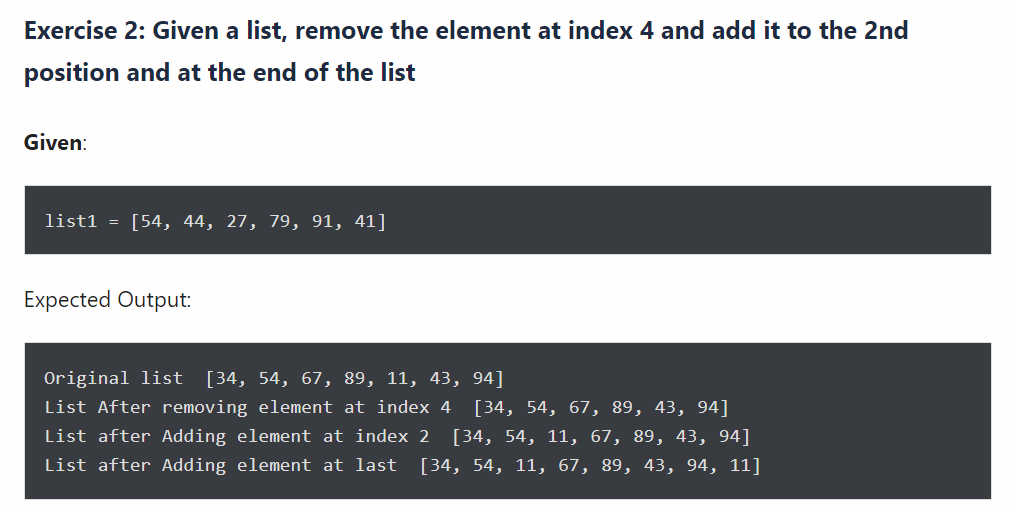 Exercise 2: Given a list, remove the element at index 4 and add it to the 2nd
position and at the end of the list
Given:
list1 = [54, 44, 27, 79, 91, 41]
Expected Output:
Original list  [34, 54, 67, 89, 11, 43, 94]
List After removing element at index 4  [34, 54, 67, 89, 43, 94]
List after Adding element at index 2  [34, 54, 11, 67, 89, 43, 94]
List after Adding element at last  [34, 54, 11, 67, 89, 43, 94, 11]